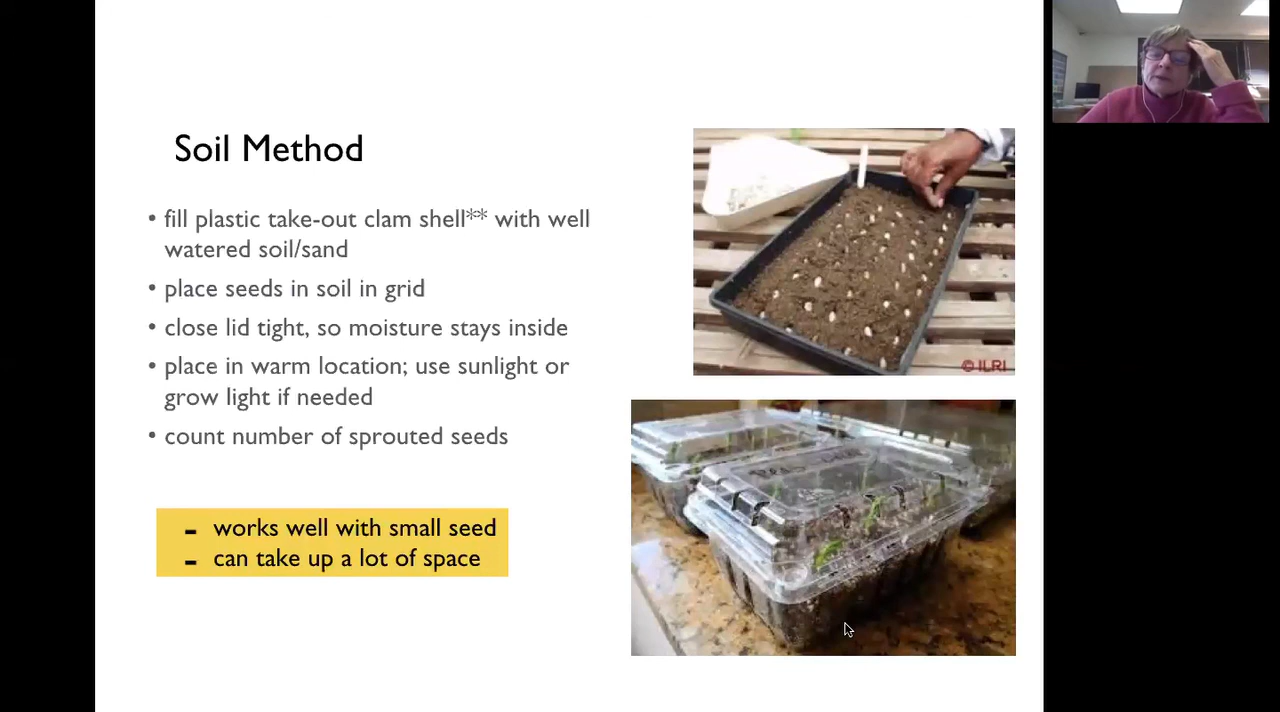 Soil Method
• fill plastic take-out clam shell** with well
watered soil/sand
• place seeds in soil in grid
• close lid tight, so moisture stays inside
• place in warm location; use sunlight or
grow light if needed
• count number of sprouted seeds
- works well with small seed
- can take up a lot of space
© ILRI